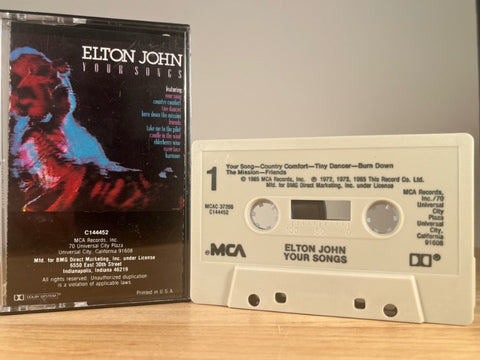 ELTON JOHN
YOUR SONGS
featuring
your song
country comfort
tiny dancer
burn down the mission
friends
take me to the pilot
candle in the wind
elderberry wine
razor face
harmony
C144452
MCA Records, Inc.
70 Universal City Plaza
Universal City, California 91608
Mfd. for BMG Direct Marketing, Inc. under License
6550 East 30th Street
Indianapolis, Indiana 46219
All rights reserved. Unauthorized duplication
is a violation of applicable laws.
DOLBY SYSTEM
Printed in U.S.A.
1
Your Song—Country Comfort—Tiny Dancer—Burn Down
The Mission—Friends
℗ 1985 MCA Records, Inc. ℗ 1972, 1973, 1985 This Record Co. Ltd.
Mfd. for BMG Direct Marketing, Inc. under License
MCAC 37266
C144452
MCA Records,
Inc./70
Universal
City
Plaza
Universal
City,
California
91608
MCA
ELTON JOHN
YOUR SONGS